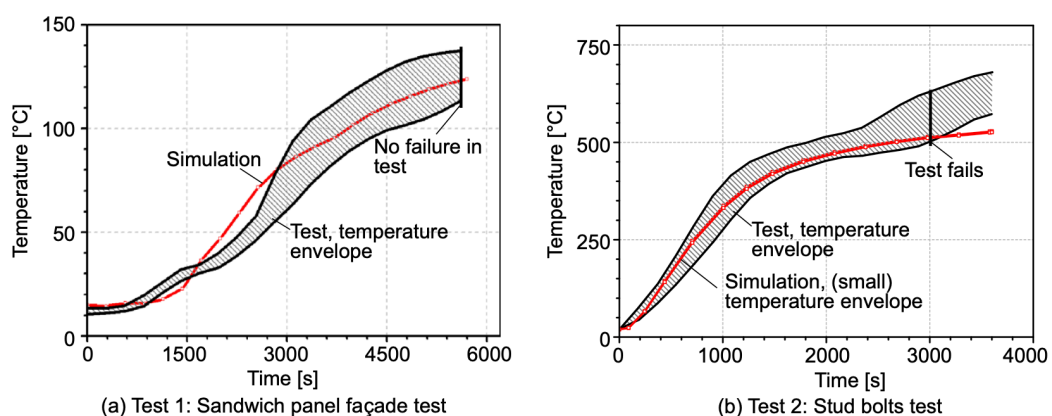 150
100
50
0
Temperature [°C]
Simulation
No failure in
test
Test, temperature
envelope
0
1500
3000
4500
6000
Time [s]
(a) Test 1: Sandwich panel façade test
750
500
250
0
Temperature [°C]
Test fails
Test, temperature
envelope
Simulation, (small)
temperature envelope
0
1000
2000
3000
4000
Time [s]
(b) Test 2: Stud bolts test